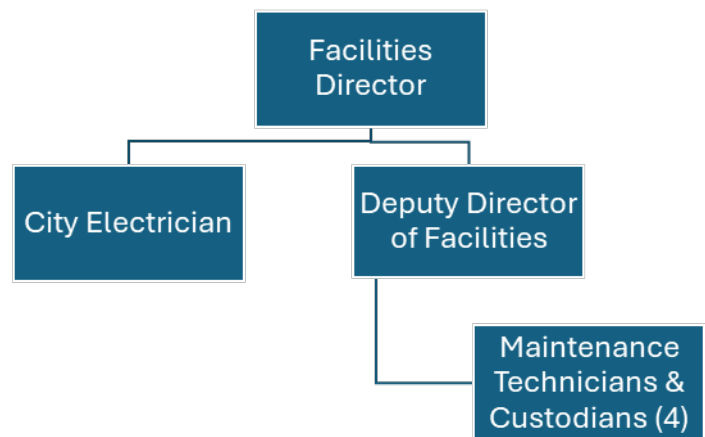 Facilities
Director
City Electrician
Deputy Director
of Facilities
Maintenance
Technicians &
Custodians (4)